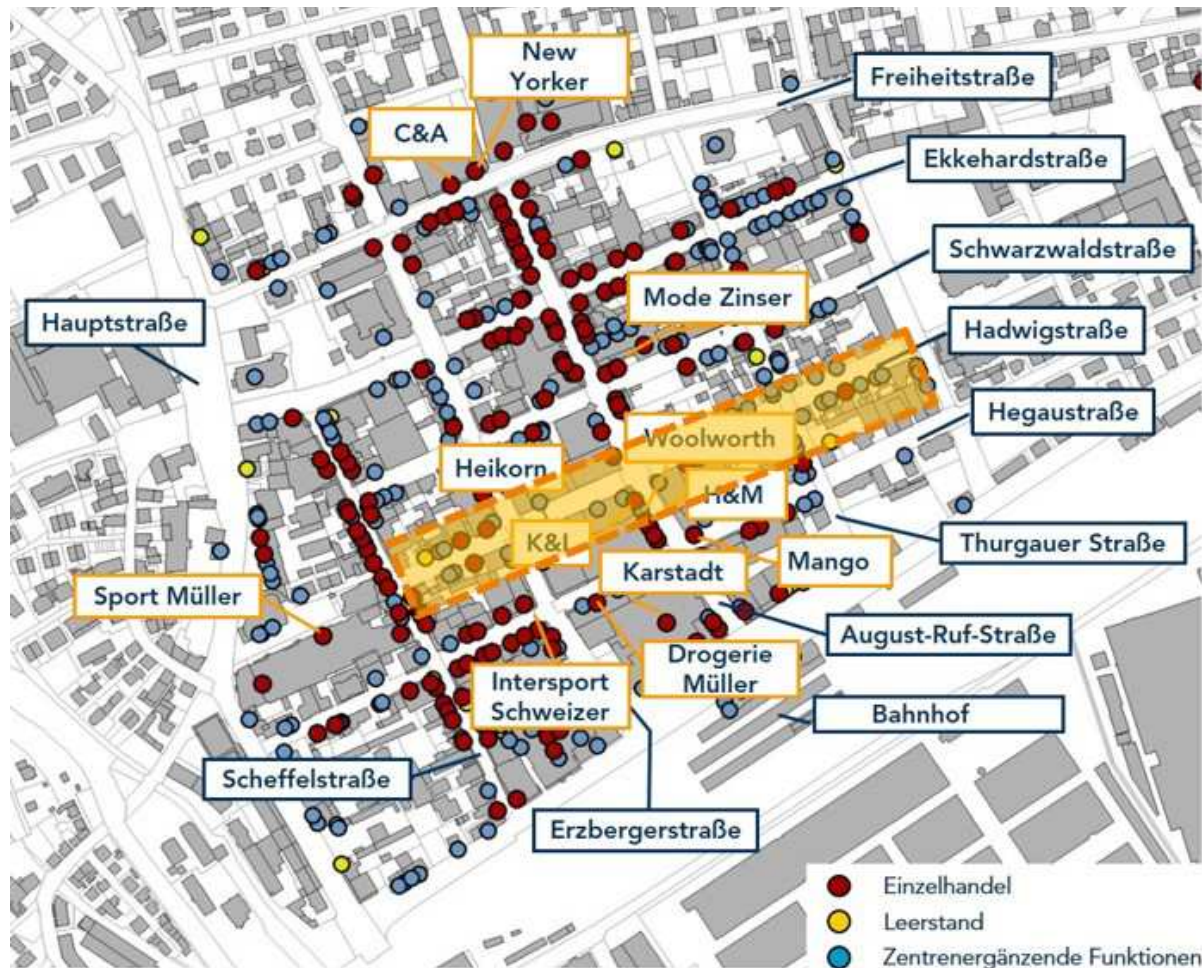 New
Yorker
Freiheitstraße
C&A
Ekkehardstraße
Schwarzwaldstraße
Mode Zinser
Hauptstraße
Hadwigstraße
Hegaustraße
Woolworth
Heikorn
H&M
K&L
Thurgauer Straße
Mango
Karstadt
Sport Müller
August-Ruf-Straße
Drogerie
Müller
Intersport
Schweizer
Bahnhof
Scheffelstraße
Erzbergerstraße
Einzelhandel
Leerstand
Zentrenergänzende Funktionen